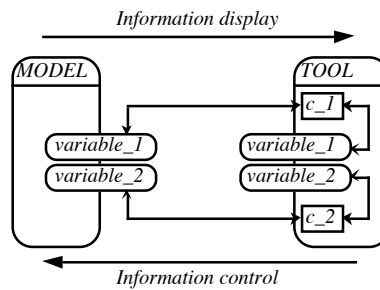 Information display
MODEL
TOOL
c_1
variable_1
variable_1
variable_2
variable_2
c_2
Information control